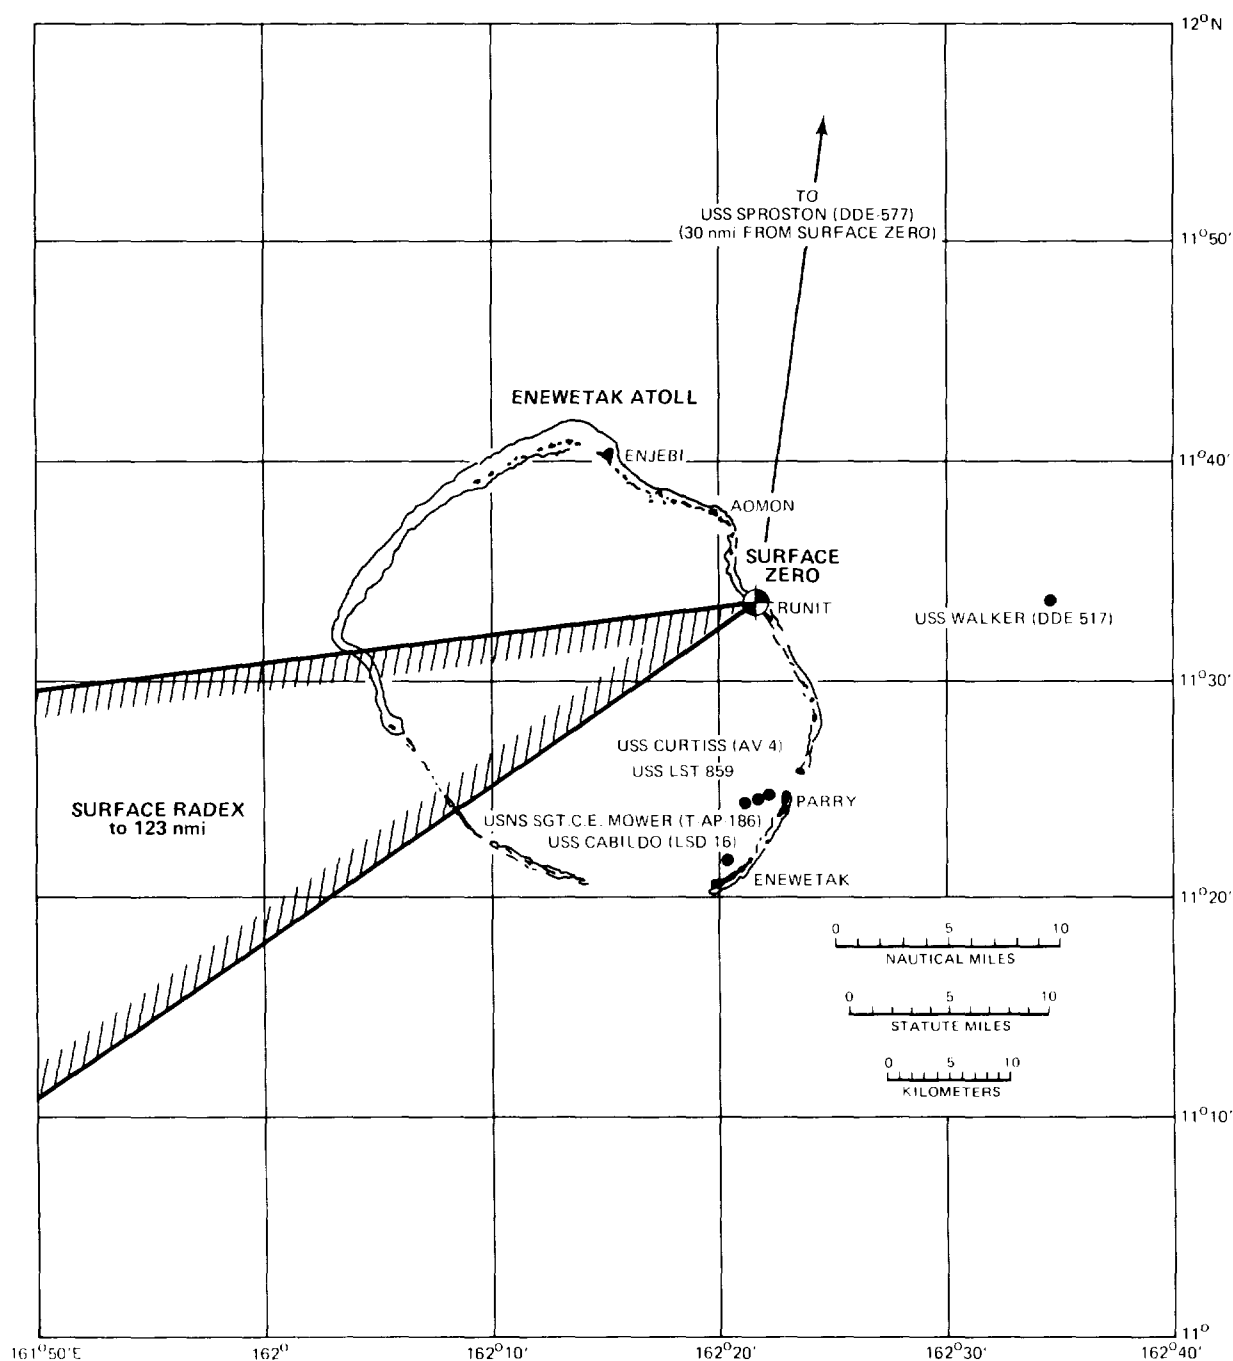 12°N
TO
USS SPROSTON (DDE-577)
(30 nmi FROM SURFACE ZERO)
11°50'
ENEWETAK ATOLL
ENJEBI
11°40'
AOMON
SURFACE
ZERO
RUNIT
USS WALKER (DDE 517)
11°30'
USS CURTISS (AV 4)
USS LST 859
SURFACE RADEX
to 123 nmi
PARRY
USNS SGT. C.E. MOWER (T-AP-186)
USS CABILDO (LSD 16)
ENEWETAK
11°20'
0 5 10
NAUTICAL MILES
0 5 10
STATUTE MILES
0 5 10
KILOMETERS
11°10'
11°
161°50'E 162° 162°10' 162°20' 162°30' 162°40'